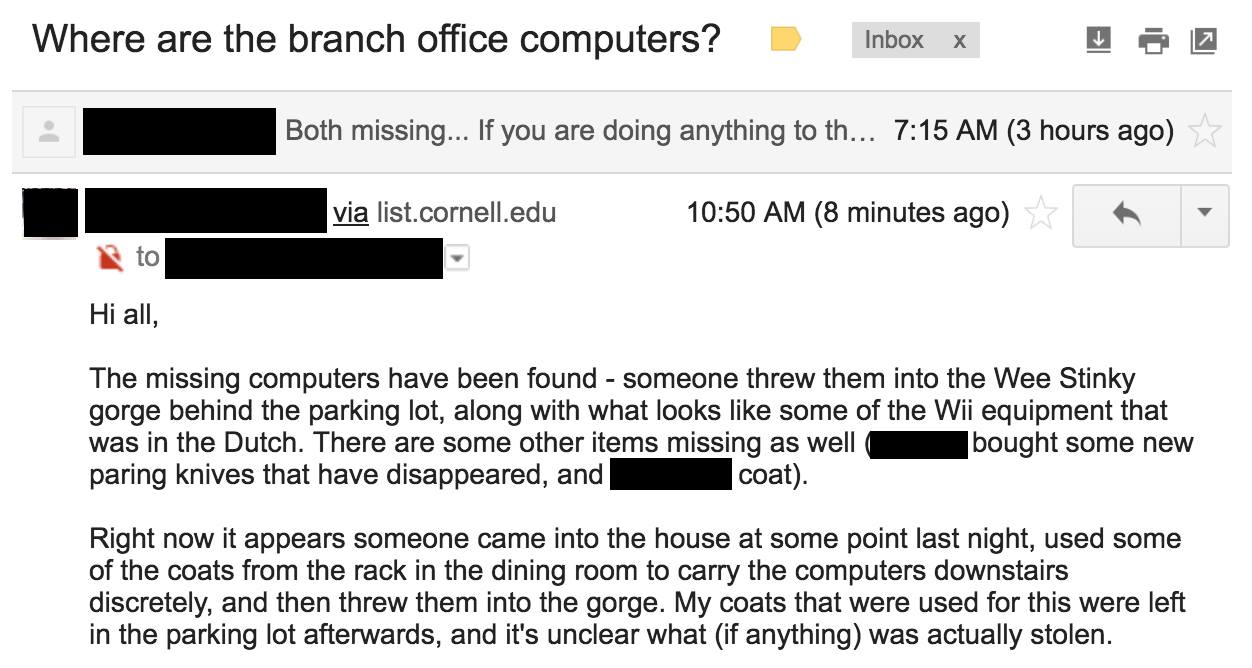 Where are the branch office computers? Inbox x
Both missing... If you are doing anything to th... 7:15 AM (3 hours ago)
via list.cornell.edu 10:50 AM (8 minutes ago)
to
Hi all,
The missing computers have been found - someone threw them into the Wee Stinky
gorge behind the parking lot, along with what looks like some of the Wii equipment that
was in the Dutch. There are some other items missing as well ( bought some new
paring knives that have disappeared, and coat).
Right now it appears someone came into the house at some point last night, used some
of the coats from the rack in the dining room to carry the computers downstairs
discretely, and then threw them into the gorge. My coats that were used for this were left
in the parking lot afterwards, and it's unclear what (if anything) was actually stolen.